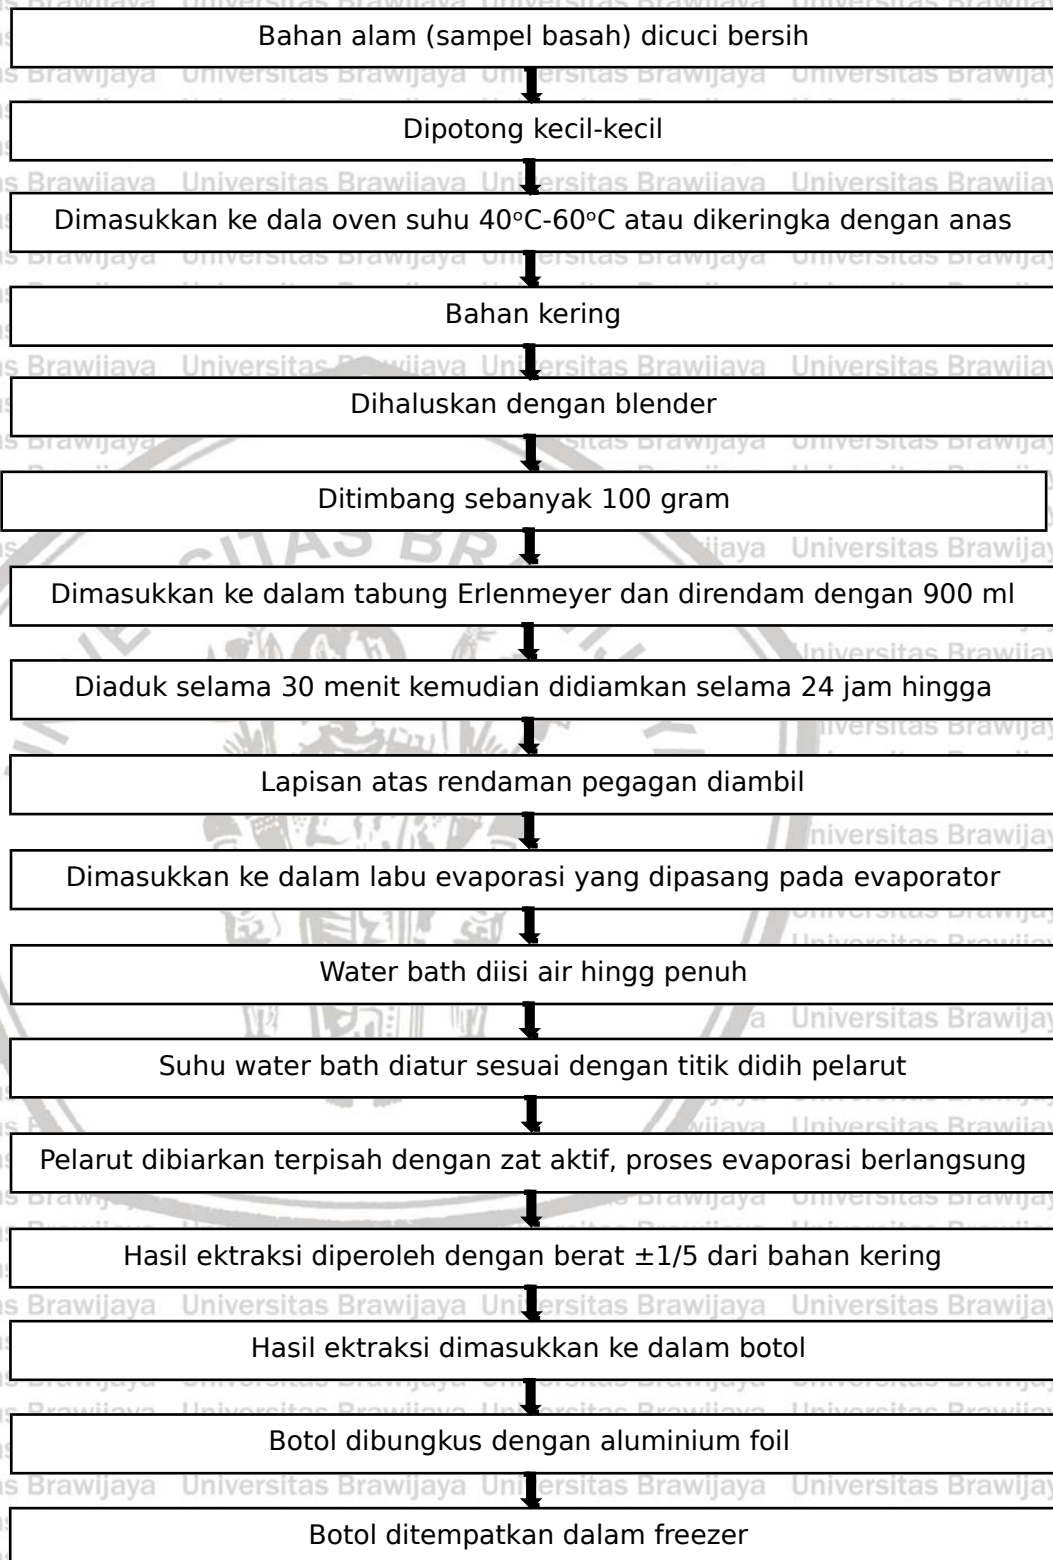 Bahan alam (sampel basah) dicuci bersih
Dipotong kecil-kecil
Dimasukkan ke dala oven suhu 40°C-60°C atau dikeringka dengan anas
Bahan kering
Dihaluskan dengan blender
Ditimbang sebanyak 100 gram
Dimasukkan ke dalam tabung Erlenmeyer dan direndam dengan 900 ml
Diaduk selama 30 menit kemudian didiamkan selama 24 jam hingga
Lapisan atas rendaman pegagan diambil
Dimasukkan ke dalam labu evaporasi yang dipasang pada evaporator
Water bath diisi air hingg penuh
Suhu water bath diatur sesuai dengan titik didih pelarut
Pelarut dibiarkan terpisah dengan zat aktif, proses evaporasi berlangsung
Hasil ektraksi diperoleh dengan berat ±1/5 dari bahan kering
Hasil ektraksi dimasukkan ke dalam botol
Botol dibungkus dengan aluminium foil
Botol ditempatkan dalam freezer